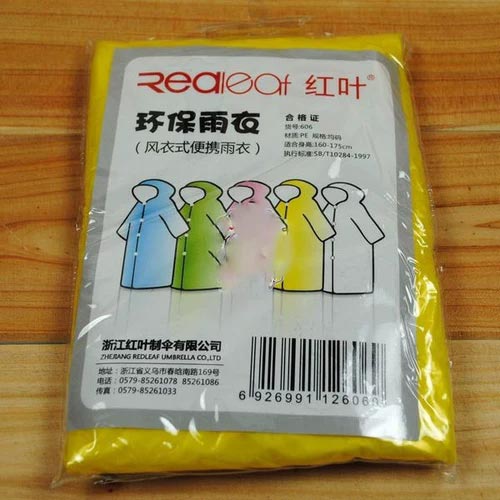 Redleaf 红叶®
环保雨衣
(风衣式便携雨衣)
合格证
货号:606
材质:PE 规格:均码
适合身高:160-175cm
执行标准:SB/T10284-1997
浙江红叶制伞有限公司
ZHEJIANG REDLEAF UMBRELLA CO.,LTD
地址:浙江省义乌市春晗南路169号
电话:0579-85261078 85261086
传真:0579-85261033
6 926991 12606